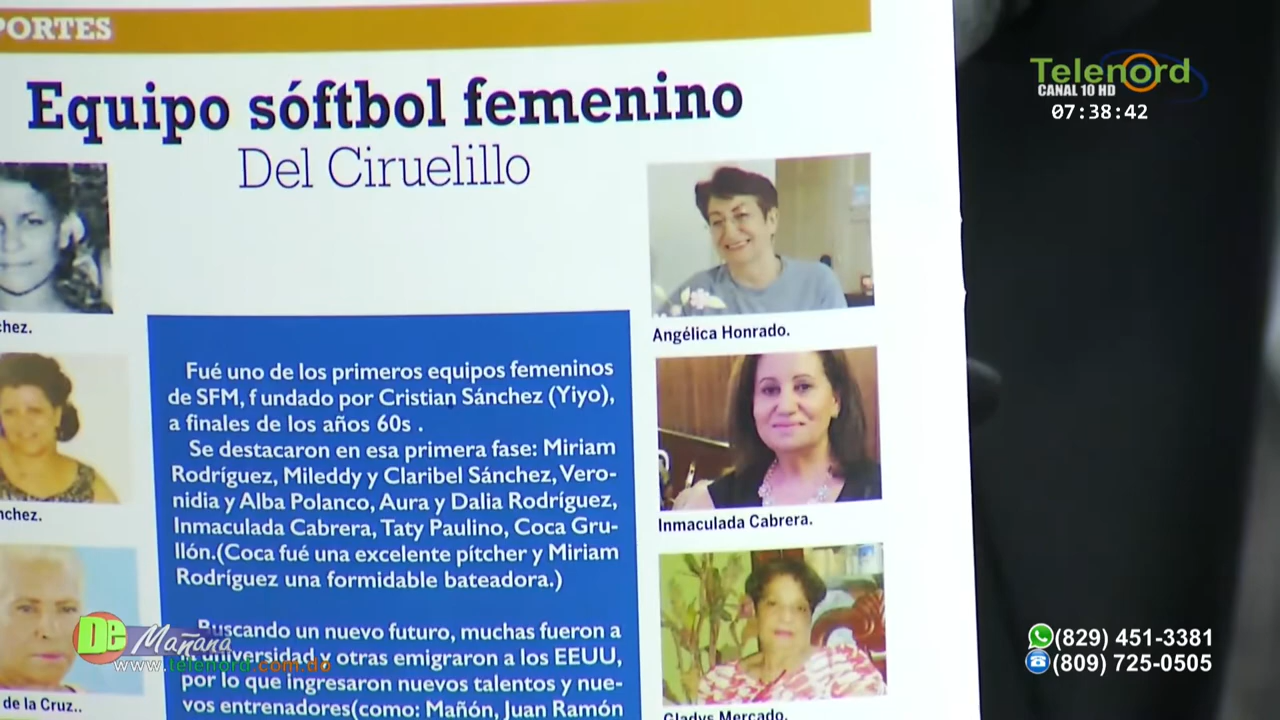 PORTES
Equipo sóftbol femenino
Del Ciruelillo
Telenord
CANAL 10 HD
07:38:42
chez.
Angélica Honrado.
Fué uno de los primeros equipos femeninos
de SFM, f undado por Cristian Sánchez (Yiyo),
a finales de los años 60s .
Se destacaron en esa primera fase: Miriam
Rodríguez, Mileddy y Claribel Sánchez, Vero-
nidia y Alba Polanco, Aura y Dalia Rodríguez,
Inmaculada Cabrera, Taty Paulino, Coca Gru-
llón.(Coca fué una excelente pítcher y Miriam
Rodríguez una formidable bateadora.)
nchez.
Inmaculada Cabrera.
Buscando un nuevo futuro, muchas fueron a
universidad y otras emigraron a los EEUU,
por lo que ingresaron nuevos talentos y nue-
vos entrenadores(como: Mañón, Juan Ramón
de la Cruz..
Gladys Mercado.
De Mañana
www.telenord.com.do
(829) 451-3381
(809) 725-0505